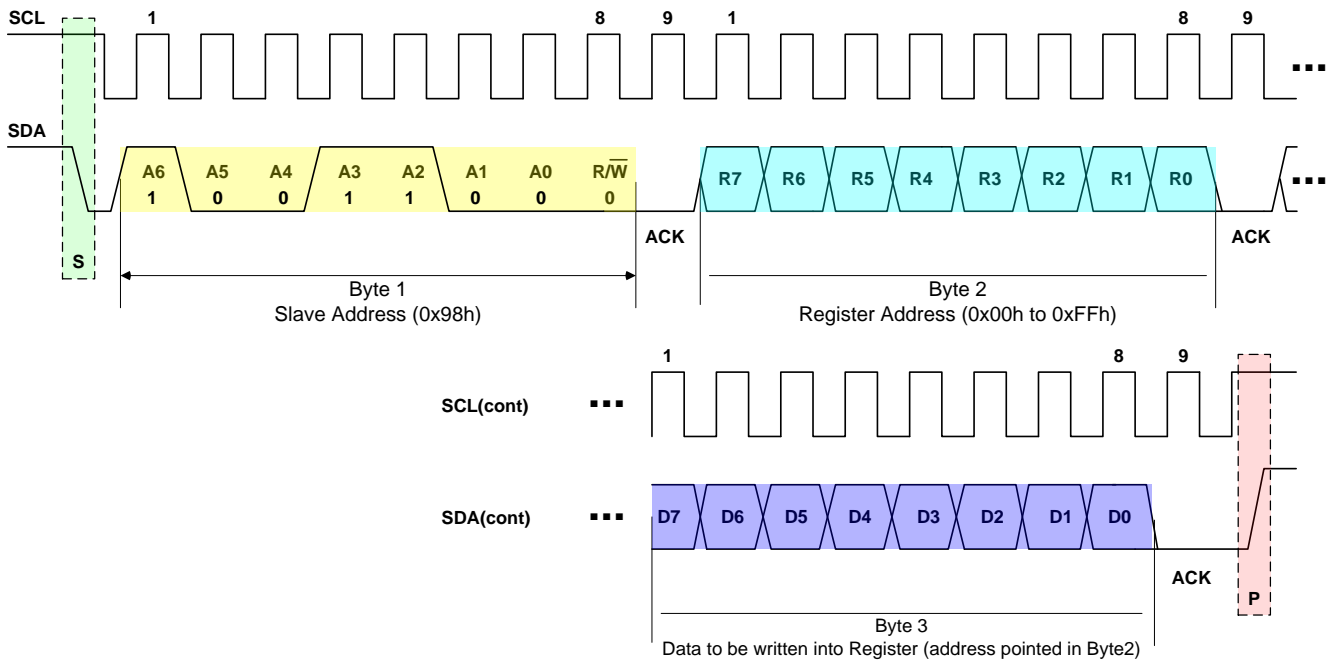 SCL 1 8 9 1 8 9
...
SDA
A6 A5 A4 A3 A2 A1 A0 R/W̅ R7 R6 R5 R4 R3 R2 R1 R0
...
1 0 0 1 1 0 0 0
ACK ACK
S
Byte 1 Byte 2
Slave Address (0x98h) Register Address (0x00h to 0xFFh)
1 8 9
SCL(cont) ...
SDA(cont) ... D7 D6 D5 D4 D3 D2 D1 D0
ACK
P
Byte 3
Data to be written into Register (address pointed in Byte2)